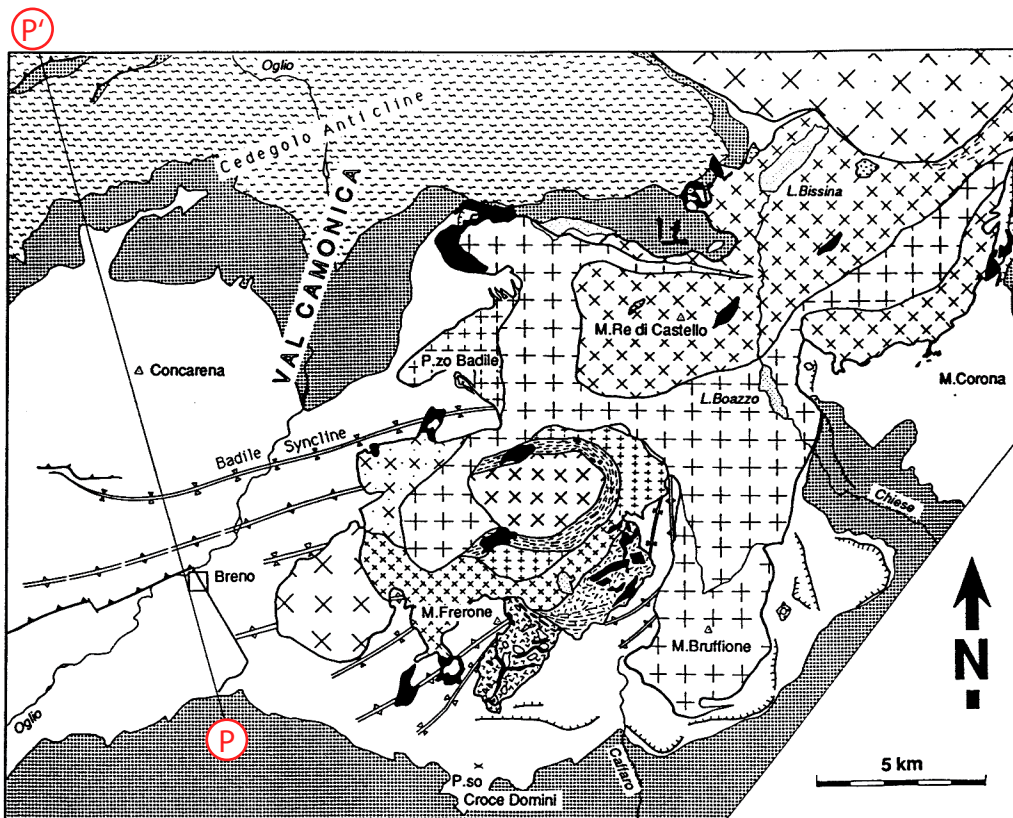 P'
Oglio
Cedegolo Anticline
VAL CAMONICA
L.Bissina
M.Re di Castello
P.zo Badile
Concarena
M.Corona
L.Boazzo
Badile Syncline
Chiese
Breno
M.Frerone
M.Bruffione
N
Oglio
P
Caffaro
5 km
P.so
Croce Domini